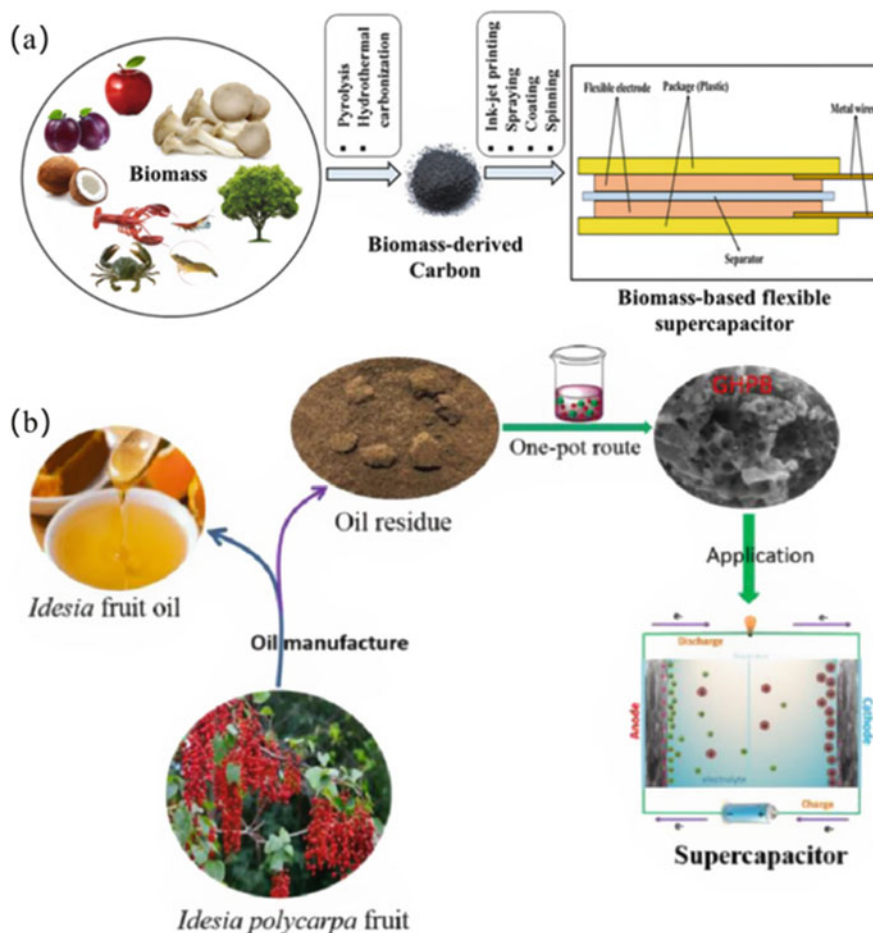 (a)
Biomass
▪ Pyrolysis
▪ Hydrothermal
carbonization
Biomass-derived
Carbon
▪ Ink-jet printing
▪ Spraying
▪ Coating
▪ Spinning
Flexible electrode
Package (Plastic)
Metal wires
Separator
Biomass-based flexible
supercapacitor
(b)
Idesia fruit oil
Oil residue
One-pot route
GHPB
Oil manufacture
Idesia polycarpa fruit
Application
e-
e-
Discharge
Anode
Cathode
electrolyte
Charge
e-
e-
Supercapacitor